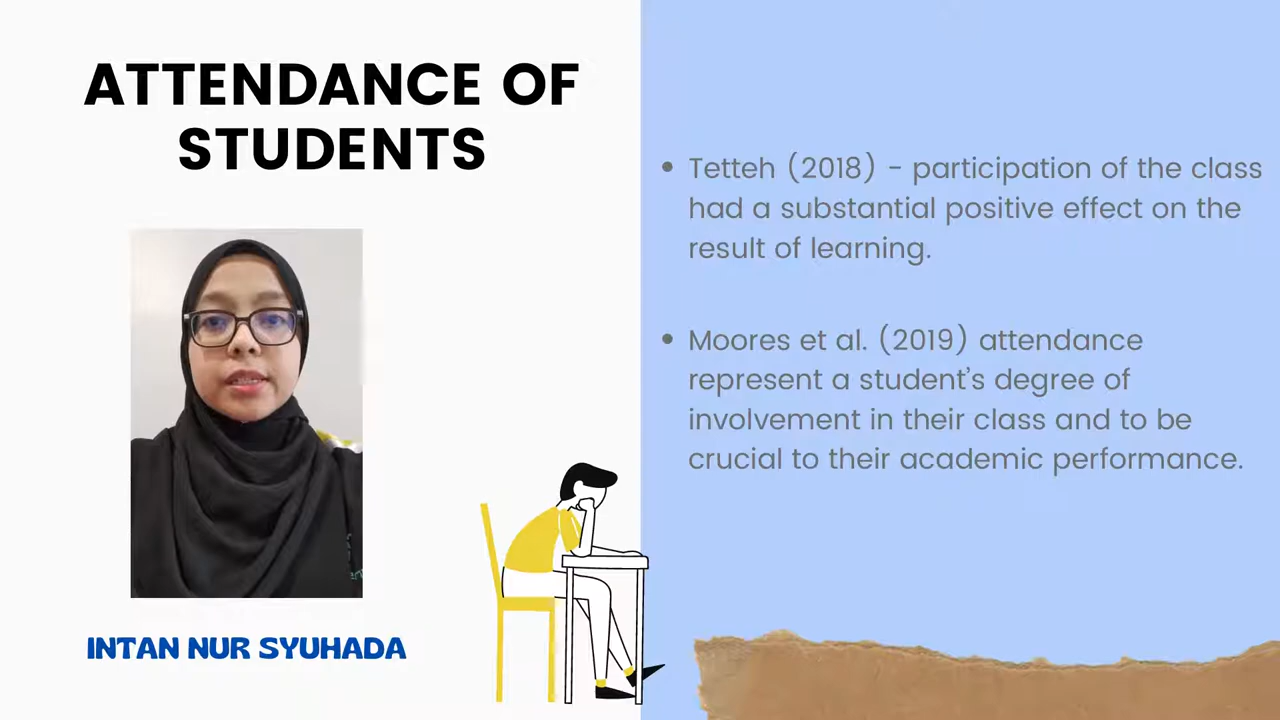 ATTENDANCE OF
STUDENTS
INTAN NUR SYUHADA
• Tetteh (2018) - participation of the class
had a substantial positive effect on the
result of learning.
• Moores et al. (2019) attendance
represent a student's degree of
involvement in their class and to be
crucial to their academic performance.